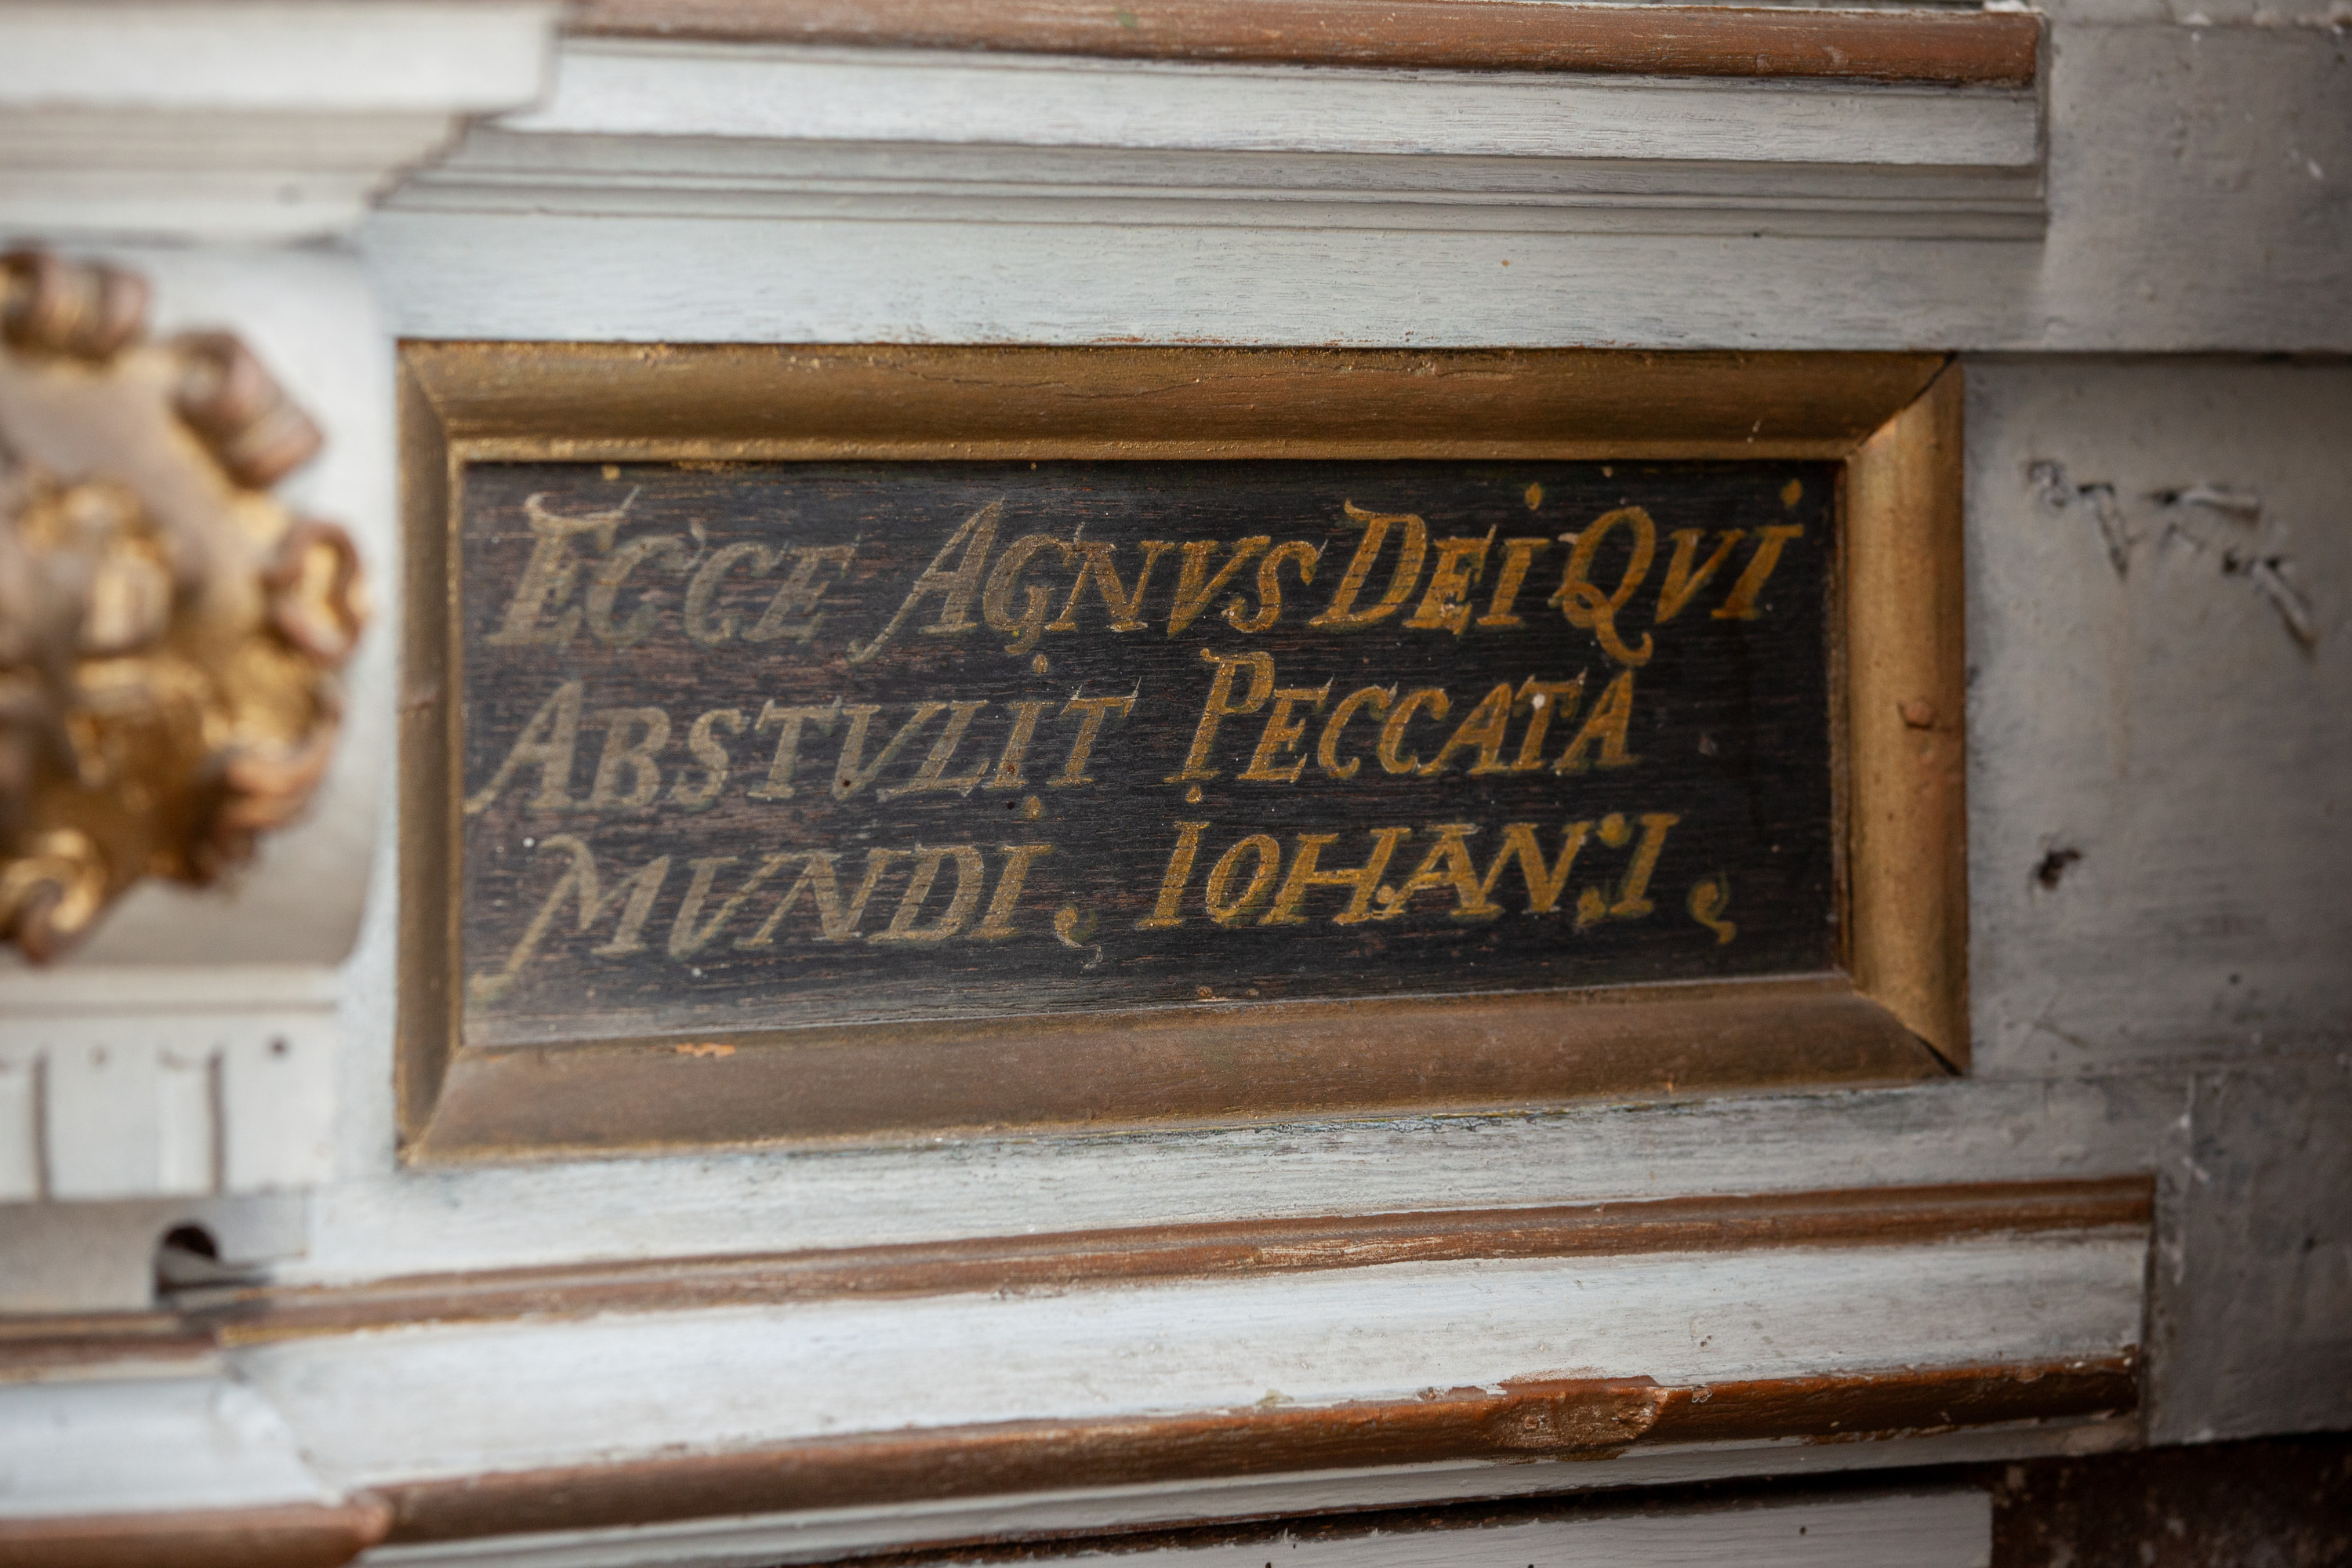 ECCE AGNVS DEI QVI
ABSTVLIT PECCATA
MVNDI, IOHAN: I,